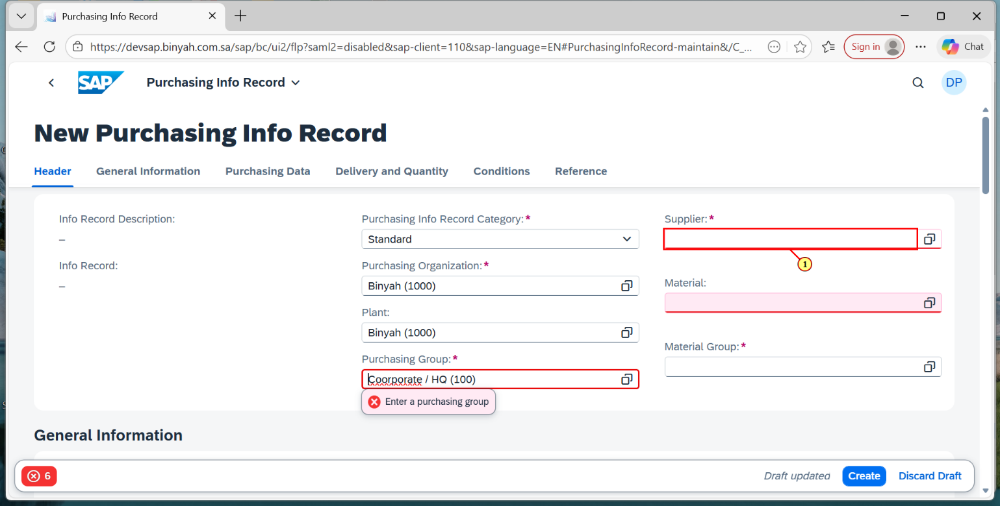 Purchasing Info Record
https://devsap.binyah.com.sa/sap/bc/ui2/flp?saml2=disabled&sap-client=110&sap-language=EN#PurchasingInfoRecord-maintain&/C_...
Sign in
Chat
SAP
Purchasing Info Record
DP
New Purchasing Info Record
Header
General Information
Purchasing Data
Delivery and Quantity
Conditions
Reference
Info Record Description:
–
Info Record:
–
Purchasing Info Record Category:*
Standard
Purchasing Organization:*
Binyah (1000)
Plant:
Binyah (1000)
Purchasing Group:*
Coorporate / HQ (100)
Enter a purchasing group
Supplier:*
1
Material:
Material Group:*
General Information
6
Draft updated
Create
Discard Draft